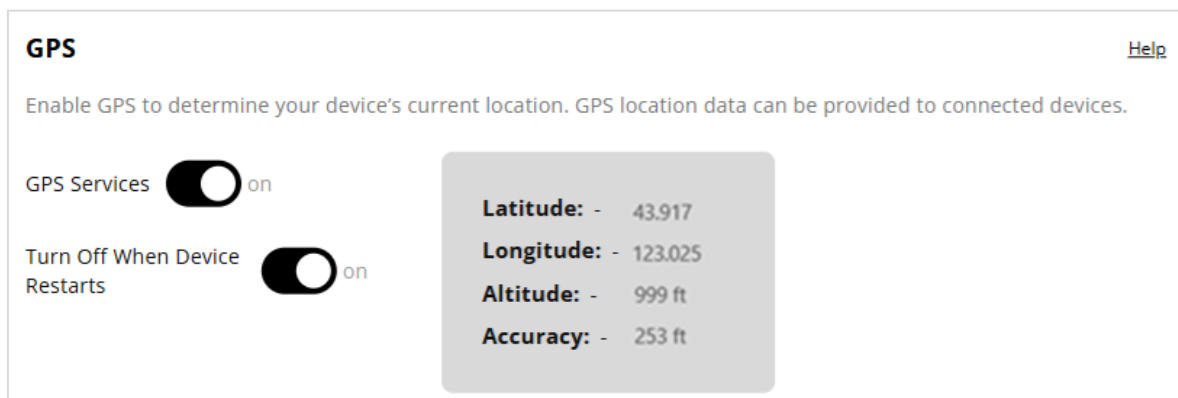 GPS
Help
Enable GPS to determine your device’s current location. GPS location data can be provided to connected devices.
GPS Services on
Turn Off When Device
Restarts on
Latitude: - 43.917
Longitude: - 123.025
Altitude: - 999 ft
Accuracy: - 253 ft